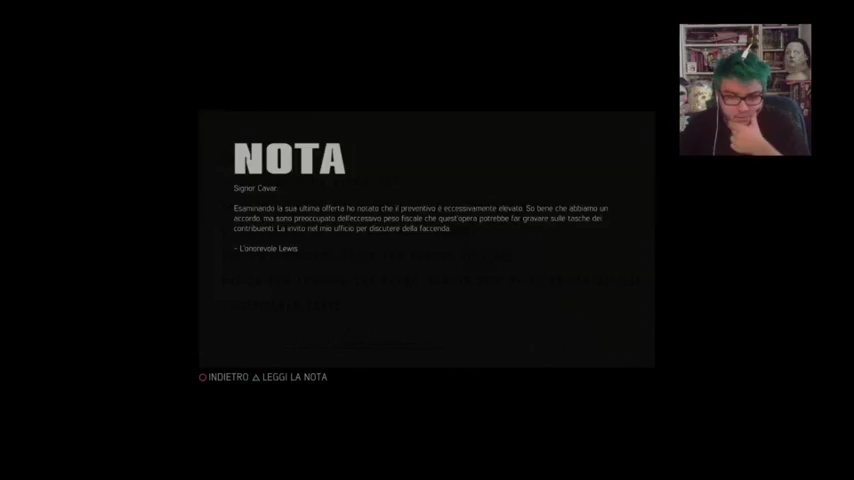 NOTA
Signor Cavar
Esaminando la sua ultima offerta ho notato che il preventivo è eccessivamente elevato. So bene che abbiamo un
accordo, ma sono preoccupato dell'eccessivo peso fiscale che quest'opera potrebbe far gravare sulle tasche dei
contribuenti. La invito nel mio ufficio per discutere della faccenda.
- L'onorevole Lewis
INDIETRO LEGGI LA NOTA